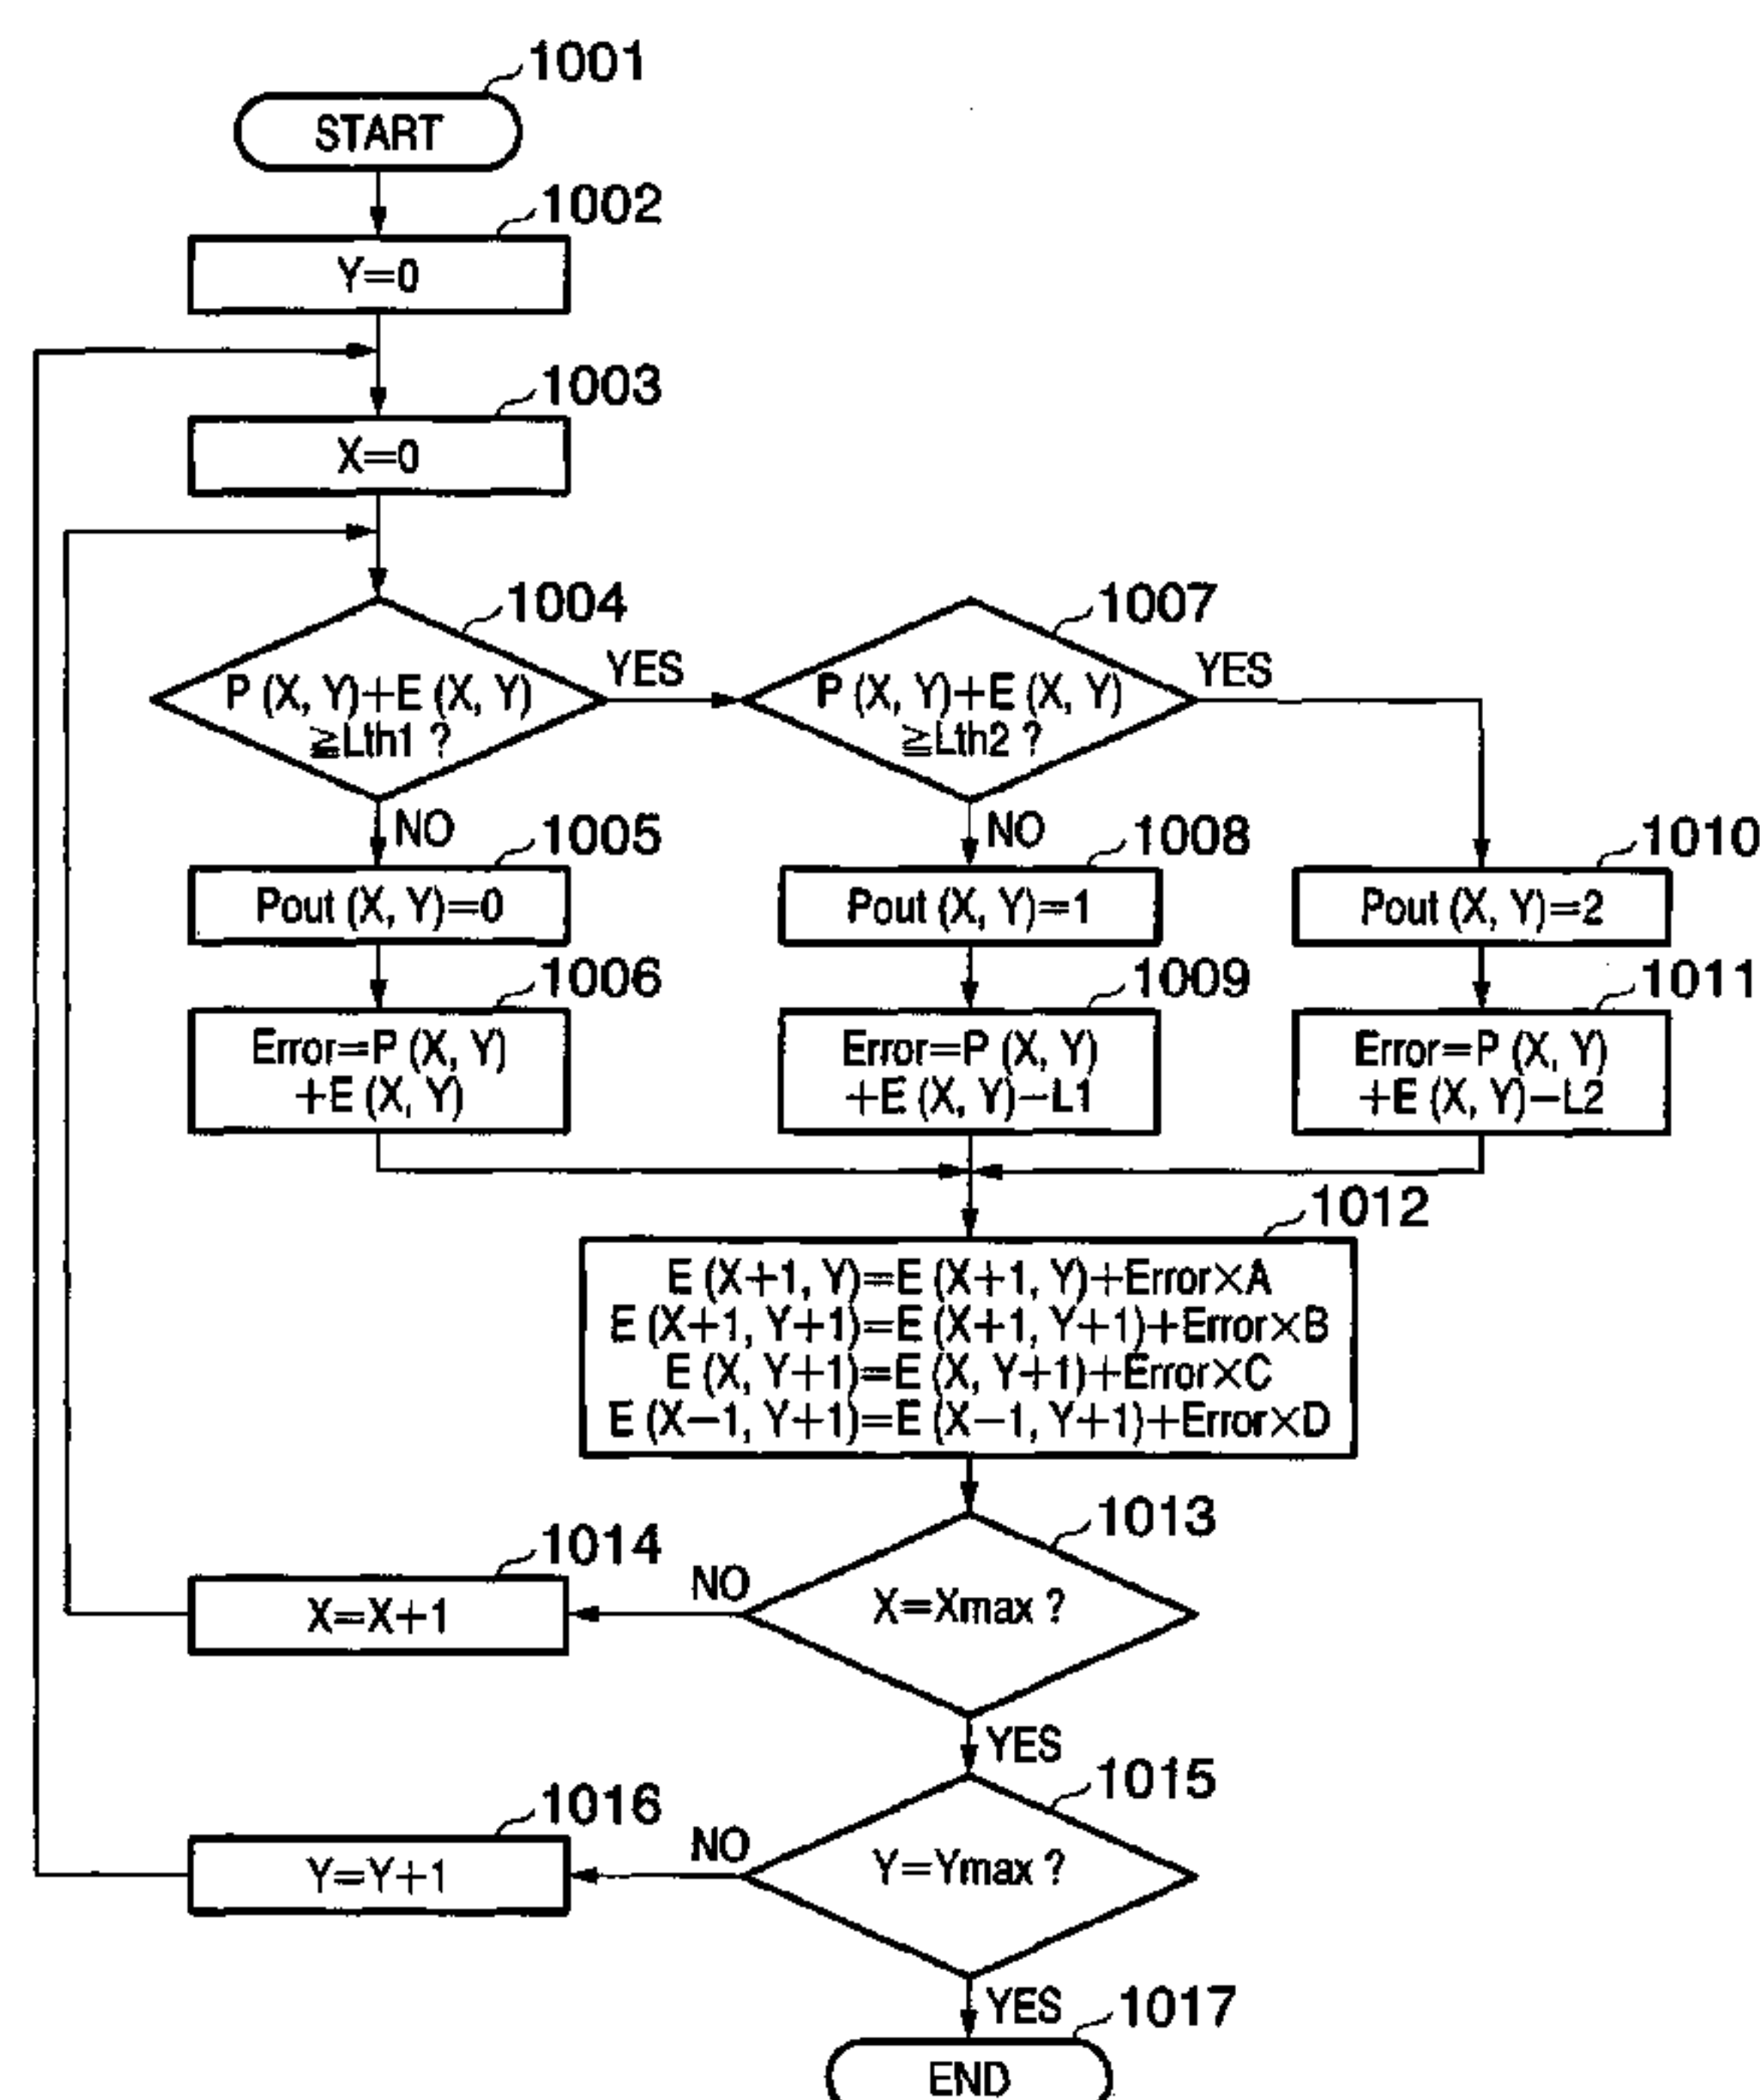 1001
START
1002
Y=0
1003
X=0
1004
P (X, Y)+E (X, Y)
≧Lth1 ?
YES
NO
1007
P (X, Y)+E (X, Y)
≧Lth2 ?
YES
NO
1005
Pout (X, Y)=0
1008
Pout (X, Y)=1
1010
Pout (X, Y)=2
1006
Error=P (X, Y)
+E (X, Y)
1009
Error=P (X, Y)
+E (X, Y)−L1
1011
Error=P (X, Y)
+E (X, Y)−L2
1012
E (X+1, Y)=E (X+1, Y)+Error×A
E (X+1, Y+1)=E (X+1, Y+1)+Error×B
E (X, Y+1)=E (X, Y+1)+Error×C
E (X−1, Y+1)=E (X−1, Y+1)+Error×D
1013
X=Xmax ?
NO
1014
X=X+1
YES
1015
Y=Ymax ?
NO
1016
Y=Y+1
YES
1017
END